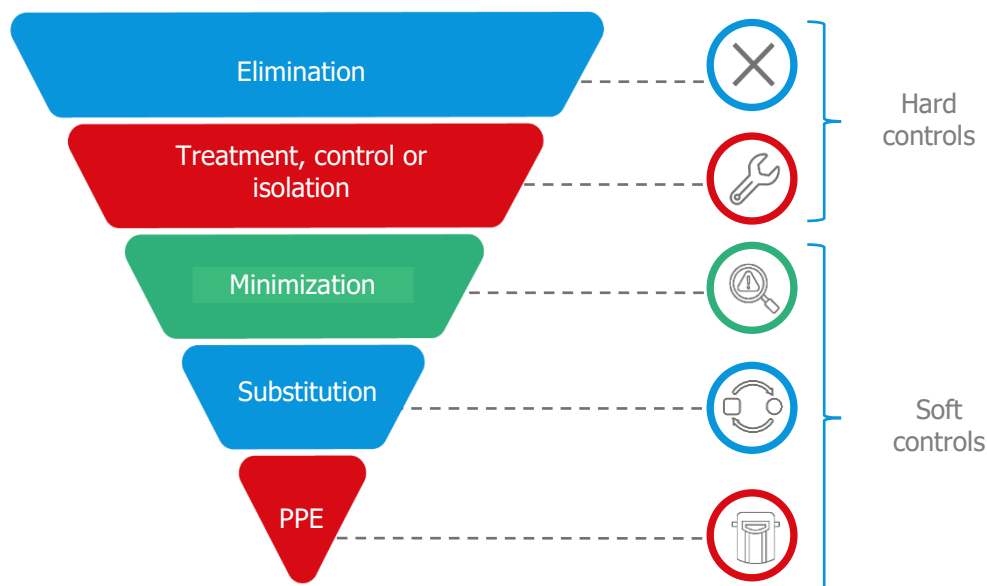 Elimination
Treatment, control or
isolation
Minimization
Substitution
PPE
Hard
controls
Soft
controls